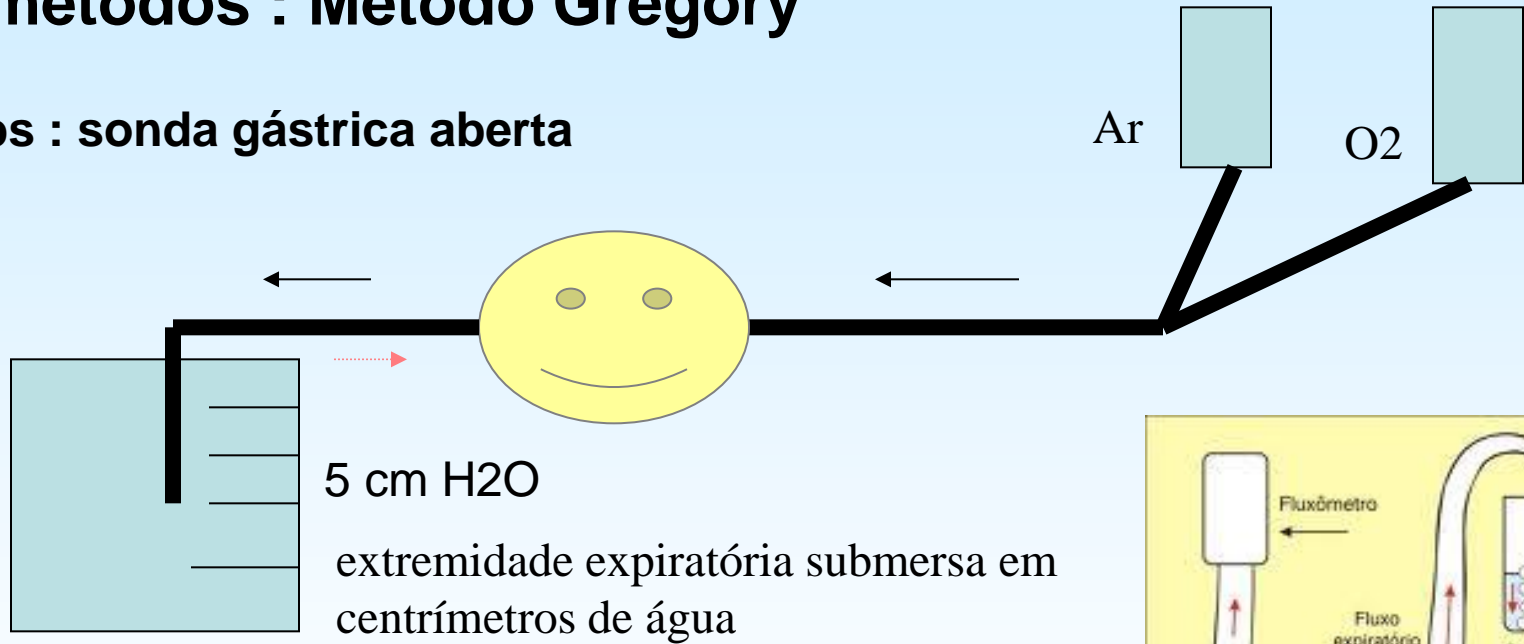 métodos : Método Gregory
: sonda gástrica aberta
Ar
O2
5 cm H2O
extremidade expiratória submersa em
centrímetros de água
Fluxômetro
Fluxo
expiratório